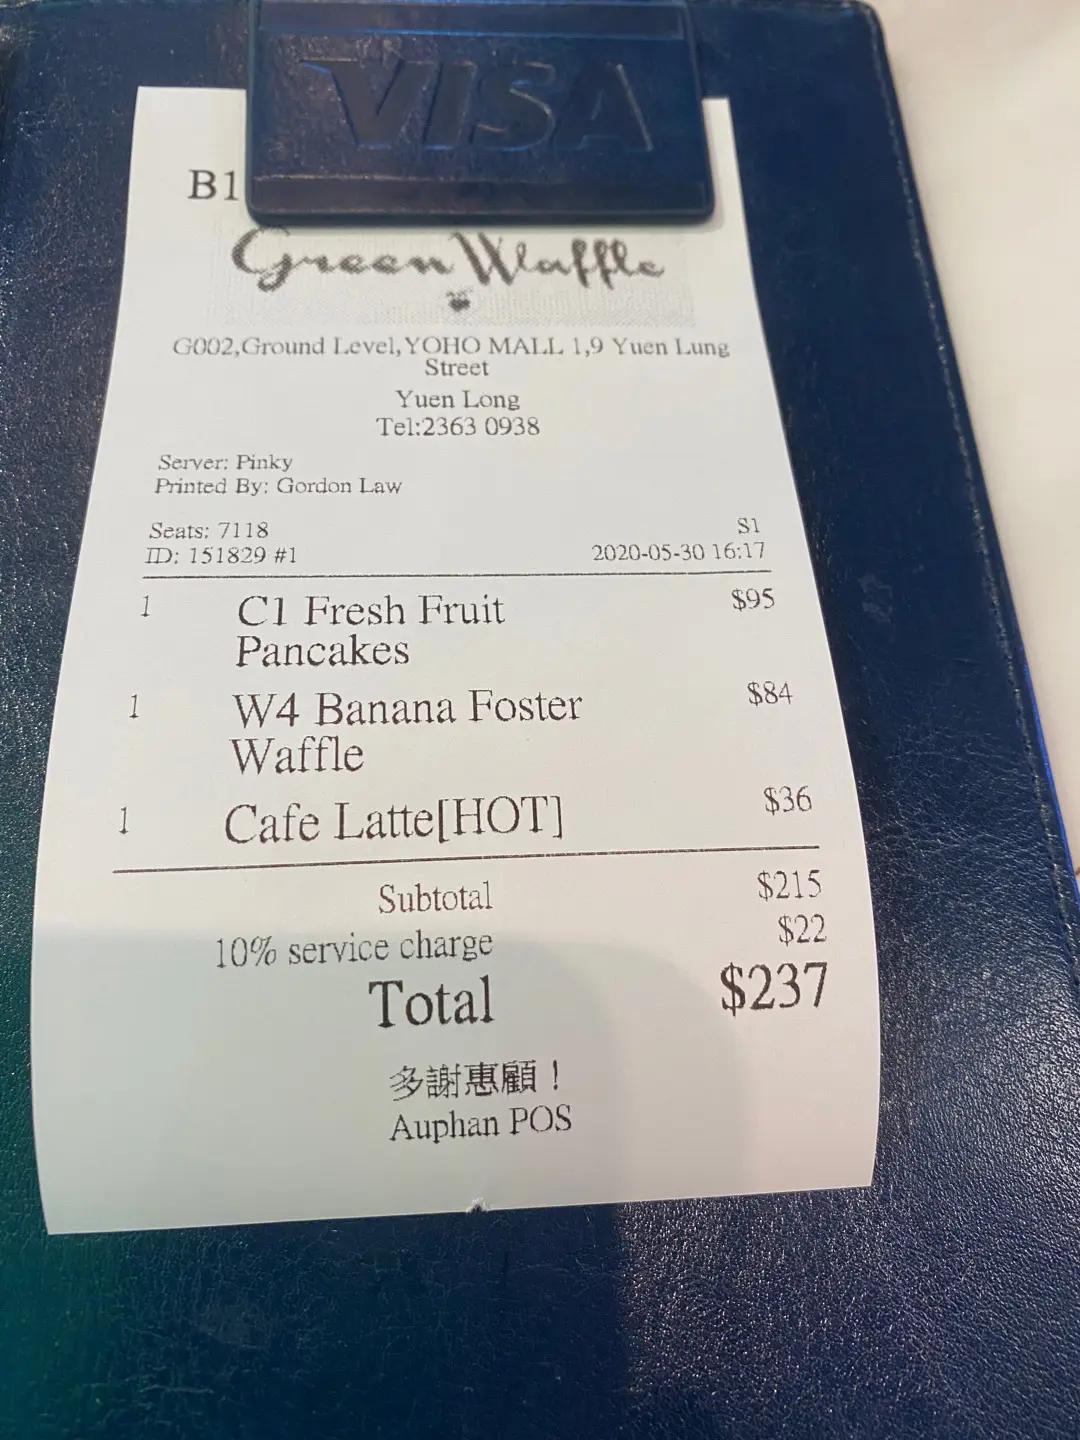 VISA
B1
Green Waffle
G002,Ground Level,YOHO MALL 1,9 Yuen Lung
Street
Yuen Long
Tel:2363 0938
Server: Pinky
Printed By: Gordon Law
Seats: 7118 S1
ID: 151829 #1 2020-05-30 16:17
1 C1 Fresh Fruit $95
Pancakes
1 W4 Banana Foster $84
Waffle
1 Cafe Latte[HOT] $36
Subtotal $215
10% service charge $22
Total $237
多謝惠顧！
Auphan POS